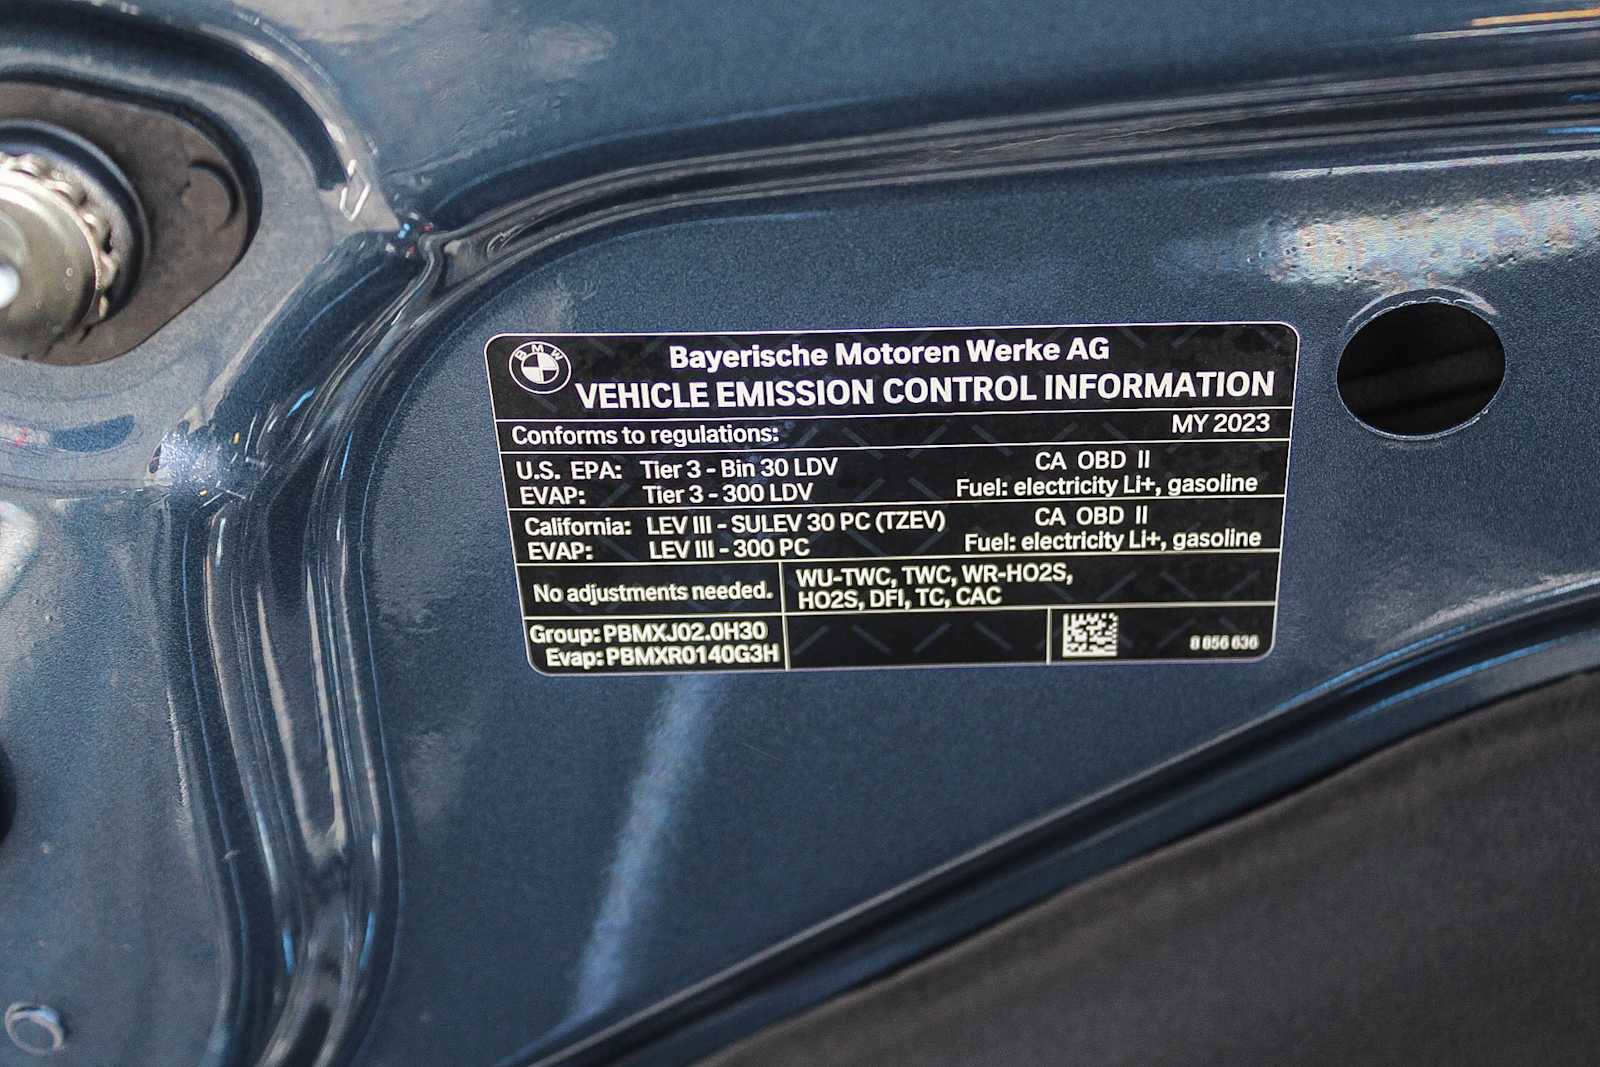 BMW
Bayerische Motoren Werke AG
VEHICLE EMISSION CONTROL INFORMATION
Conforms to regulations: MY 2023
U.S. EPA: Tier 3 - Bin 30 LDV CA OBD II
EVAP: Tier 3 - 300 LDV Fuel: electricity Li+, gasoline
California: LEV III - SULEV 30 PC (TZEV) CA OBD II
EVAP: LEV III - 300 PC Fuel: electricity Li+, gasoline
No adjustments needed.
WU-TWC, TWC, WR-HO2S,
HO2S, DFI, TC, CAC
Group: PBMXJ02.0H30
Evap: PBMXR0140G3H
8 856 636